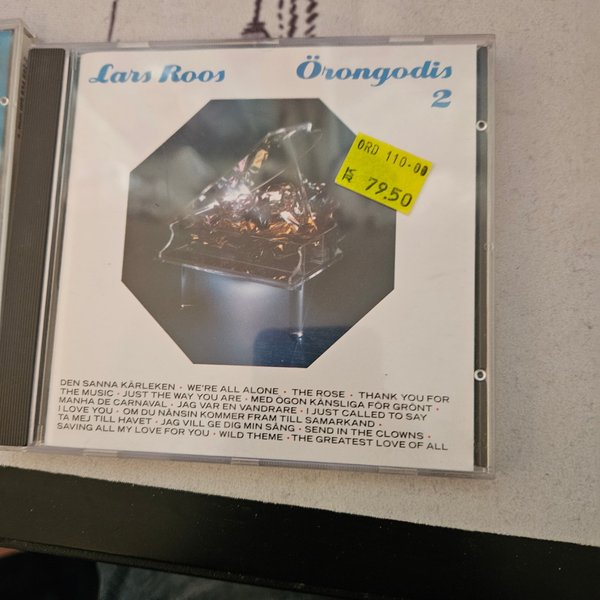 Lars Roos Örongodis
2
ORD 110-00
79.50
DEN SANNA KÄRLEKEN · WE'RE ALL ALONE · THE ROSE · THANK YOU FOR
THE MUSIC · JUST THE WAY YOU ARE · MED ÖGON KÄNSLIGA FÖR GRÖNT ·
MANHA DE CARNAVAL · JAG VAR EN VANDRARE · I JUST CALLED TO SAY
I LOVE YOU · OM DU NÅNSIN KOMMER FRAM TILL SAMARKAND ·
TA MEJ TILL HAVET · JAG VILL GE DIG MIN SÅNG · SEND IN THE CLOWNS ·
SAVING ALL MY LOVE FOR YOU · WILD THEME · THE GREATEST LOVE OF ALL